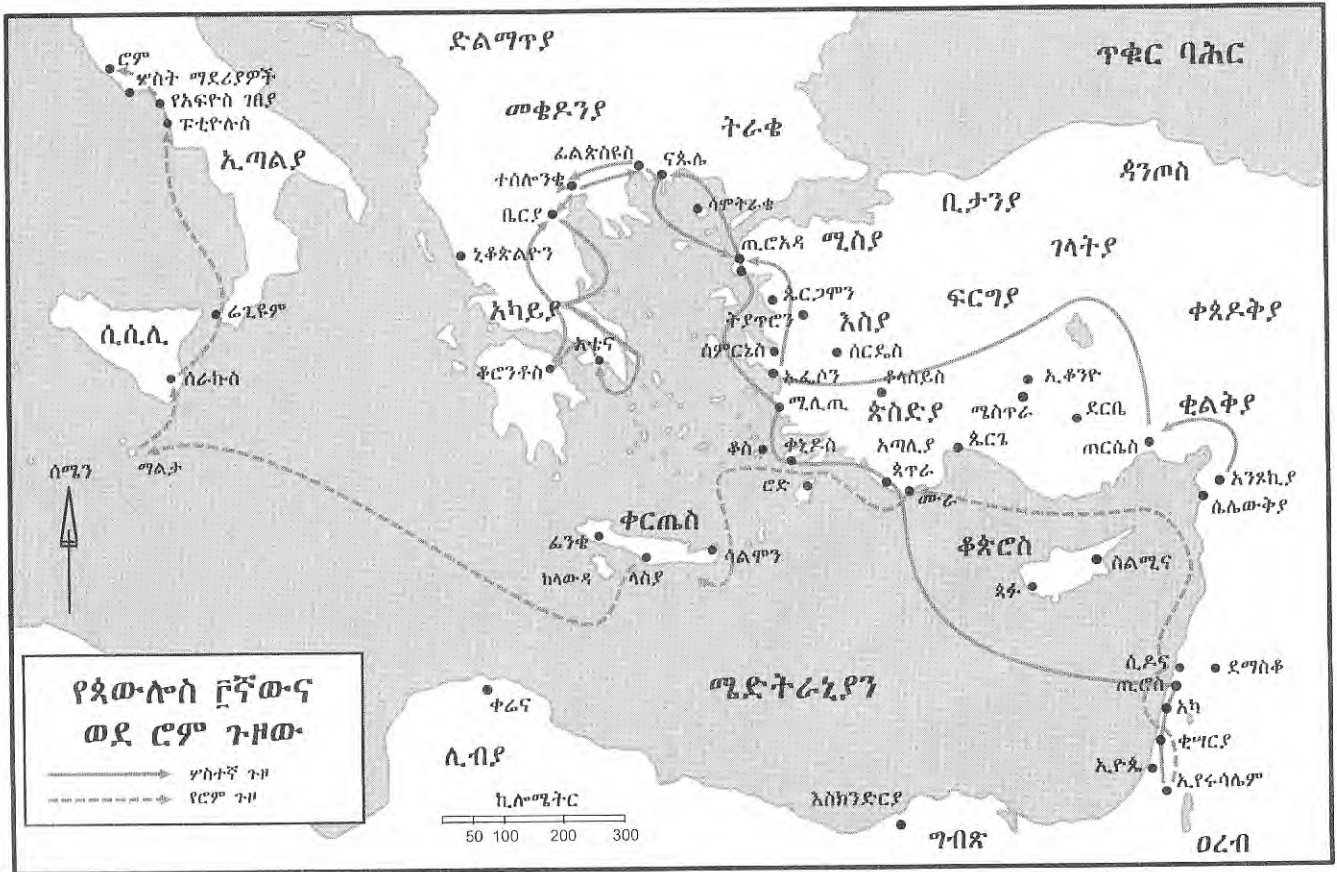 ድልማጥያ
ጥቁር ባሕር
ሮም
ሦስት ማደሪያዎች
የአፍዮስ ገበያ
ፑቲዮሉስ
ኢጣልያ
መቄዶንያ
ትራቄ
ፊልጵስዩስ
ናጱሌ
ተሰሎንቄ
ቤርያ
ሳሞትራቄ
ጳንጦስ
ቢታንያ
ኒቆጵልዮን
ጢሮአዳ
ሚስያ
ገላትያ
ጴርጋሞን
ትያጥሮን
ፍርግያ
እስያ
ቀጰዶቅያ
ሬጊዩም
ሲሲሊ
አካይያ
አቴና
ሰምርኔስ
ሰርዴስ
ሰራኩስ
ቆሮንቶስ
ኤፌሶን
ቆላስይስ
ኢቆንዮ
ሚሊጢ
ጵስድያ
ሜስጥራ
ደርቤ
ቂልቅያ
ቆስ
ቀኒዶስ
አጣሊያ
ጴርጌ
ጠርሴስ
ማልታ
ሰሜን
ሮድ
ጳጥራ
ሙራ
አንጾኪያ
ሴሌውቅያ
ቀርጤስ
ፊንቄ
ሳልሞን
ከላውዳ
ላስያ
ቆጵሮስ
ስልሚና
ጳፉ
ሲዶና
ደማስቆ
ጢሮስ
አካ
ቂሣርያ
ኢዮጴ
ኢየሩሳሌም
ሜድትራኒያን
ቀሬና
ሊብያ
የጳውሎስ ፫ኛውና
ወደ ሮም ጉዞው
ሦስተኛ ጉዞ
የሮም ጉዞ
ኪሎሜትር
50 100 200 300
እስክንድርያ
ግብጽ
ዐረብ